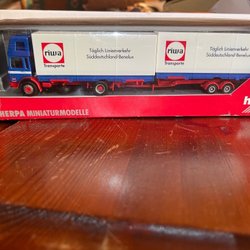 riwa
Transporte
Täglich Linienverkehr
Süddeutschland-Benelux
riwa
Transporte
Täglich Linienverkehr
Süddeutschland-Benelux
HERPA MINIATURMODELLE
h